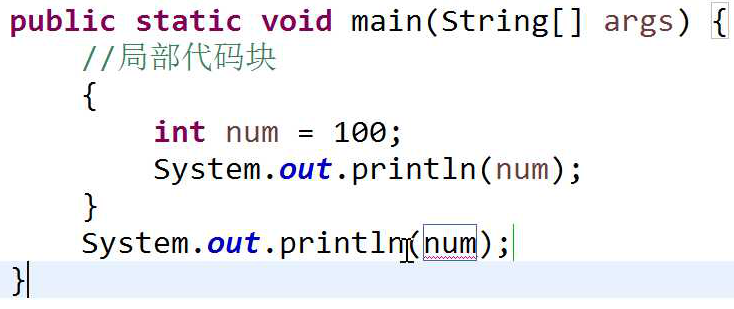 public static void main(String[] args) {
//局部代码块
{
int num = 100;
System.out.println(num);
}
System.out.println(num);
}